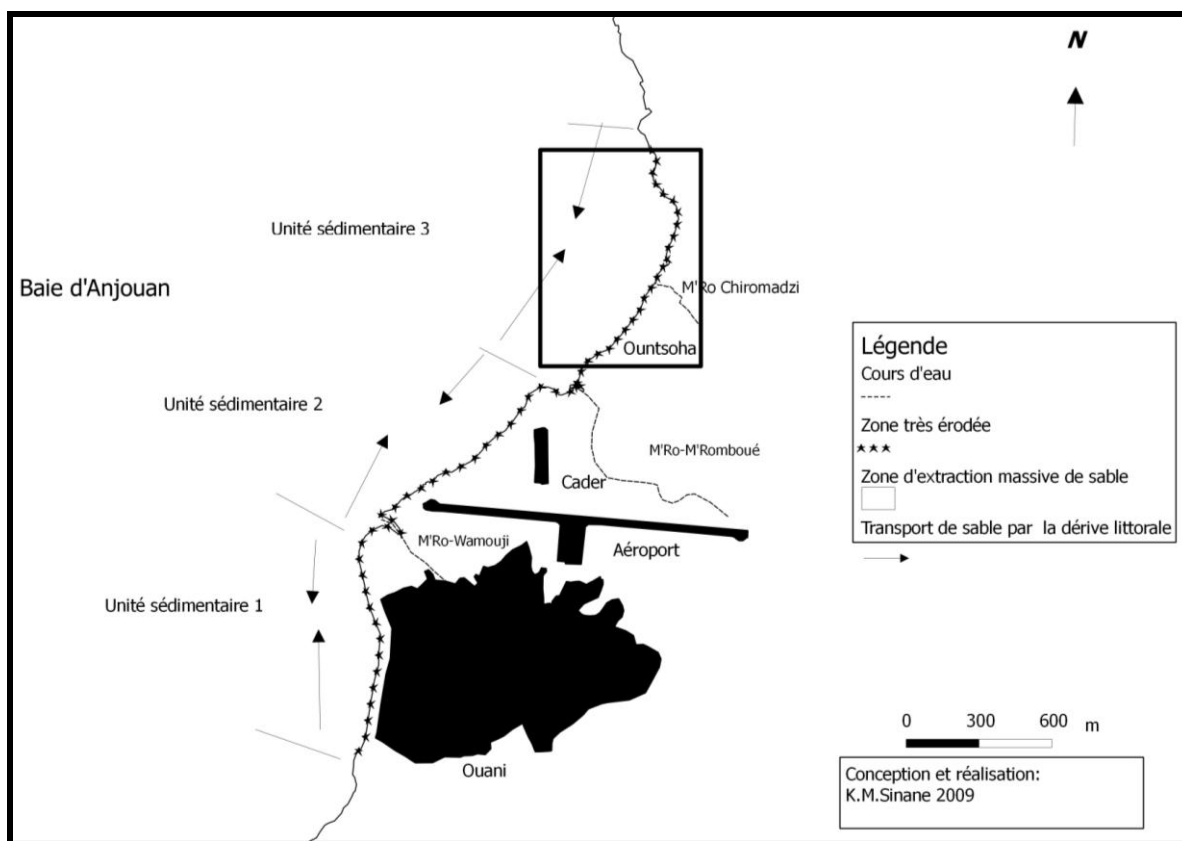 N
Unité sédimentaire 3
Baie d'Anjouan
M'Ro Chiromadzi
Ountsoha
Unité sédimentaire 2
M'Ro-M'Romboué
Cader
M'Ro-Wamouji
Aéroport
Unité sédimentaire 1
Ouani
Légende
Cours d'eau
Zone très érodée
Zone d'extraction massive de sable
Transport de sable par la dérive littorale
0 300 600 m
Conception et réalisation:
K.M.Sinane 2009